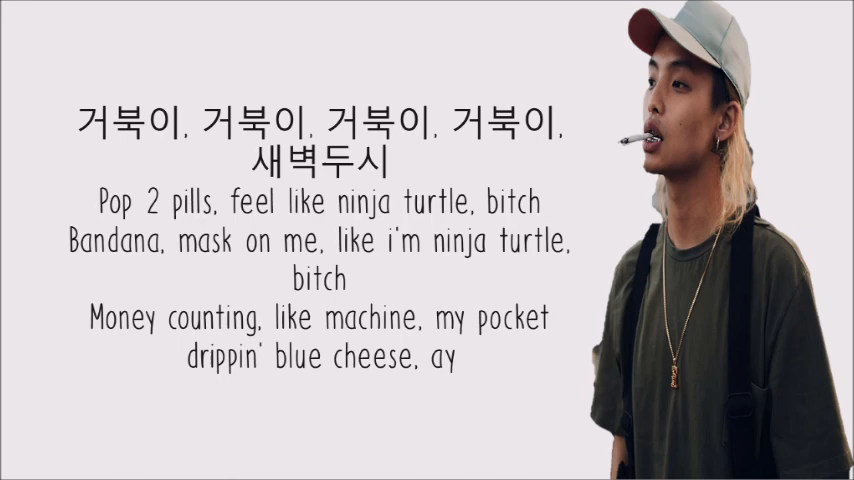 거북이, 거북이, 거북이, 거북이,
새벽두시
Pop 2 pills, feel like ninja turtle, bitch
Bandana, mask on me, like i'm ninja turtle,
bitch
Money counting, like machine, my pocket
drippin' blue cheese, ay